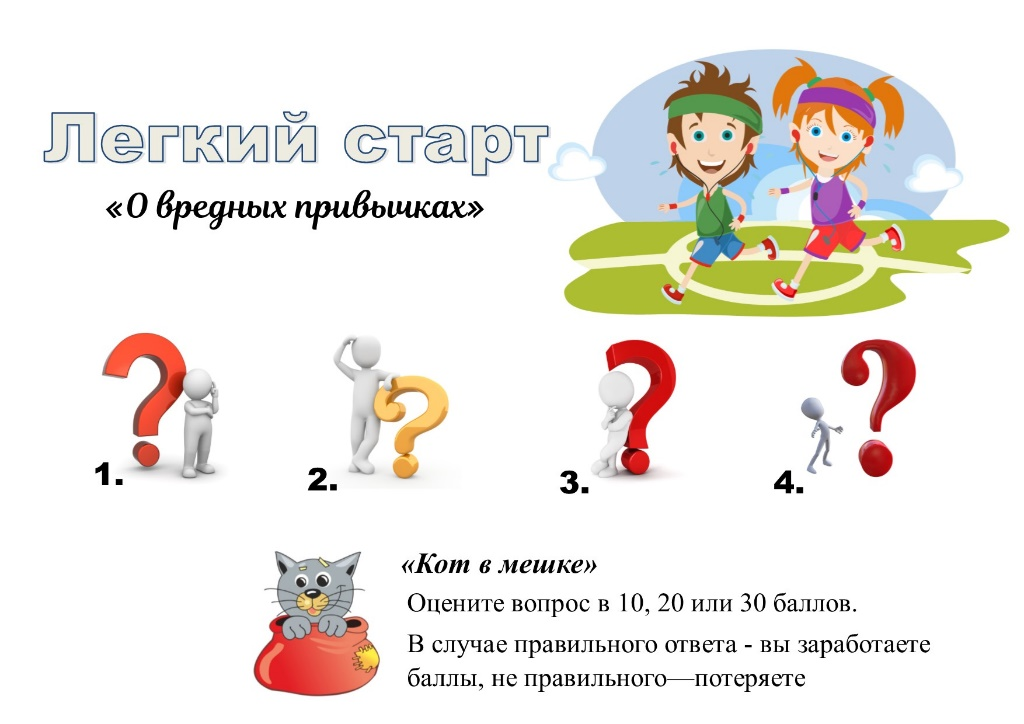 Легкий старт
«О вредных привычках»
1.
2.
3.
4.
«Кот в мешке»
Оцените вопрос в 10, 20 или 30 баллов.
В случае правильного ответа - вы заработаете
баллы, не правильного—потеряете